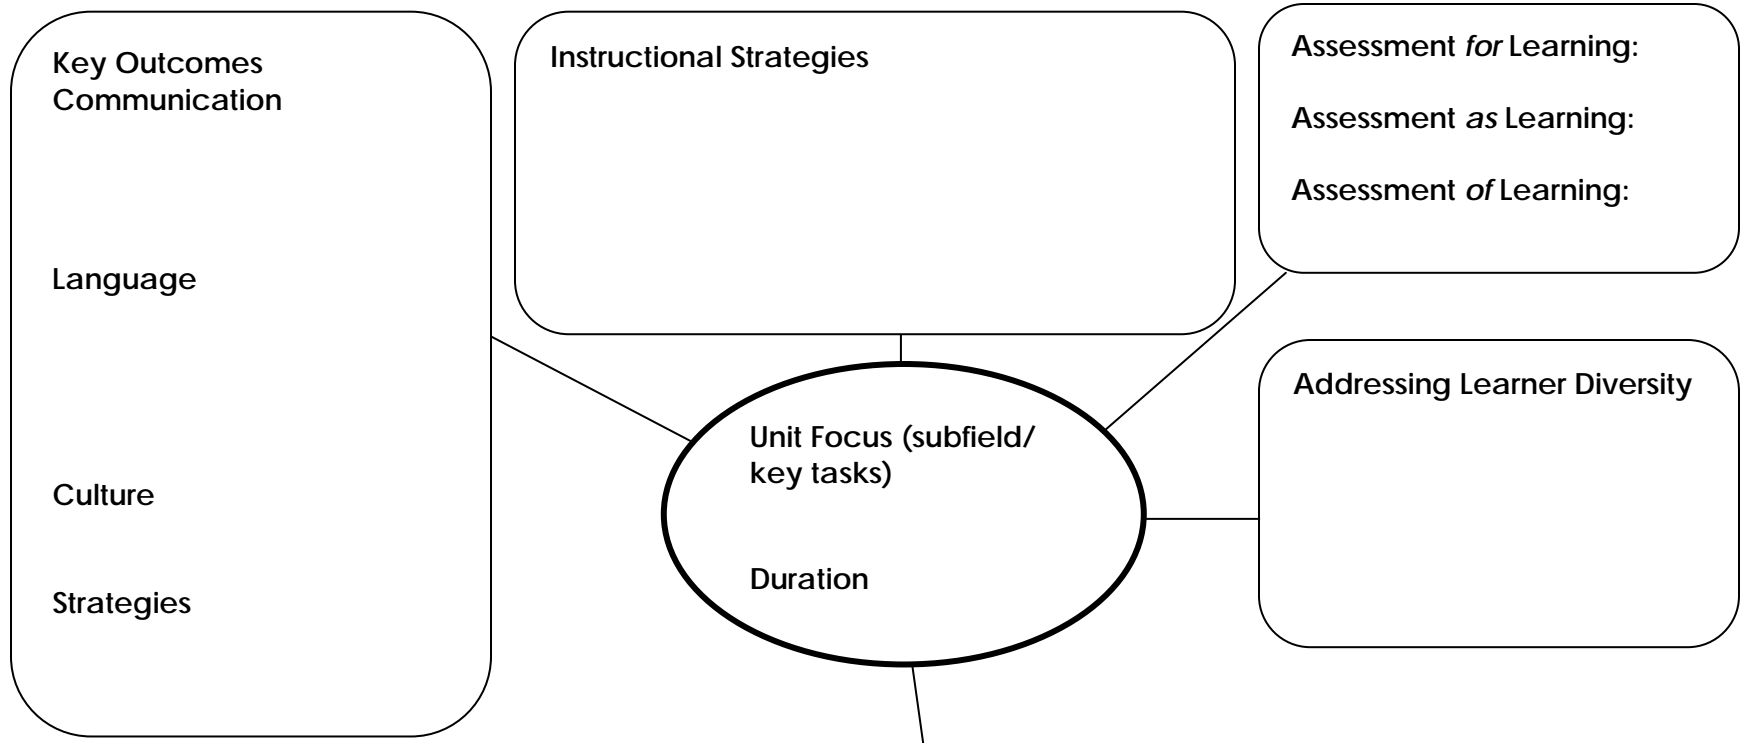 Key Outcomes
Communication
Language
Culture
Strategies
Instructional Strategies
Assessment for Learning:
Assessment as Learning:
Assessment of Learning:
Addressing Learner Diversity
Unit Focus (subfield/
key tasks)
Duration